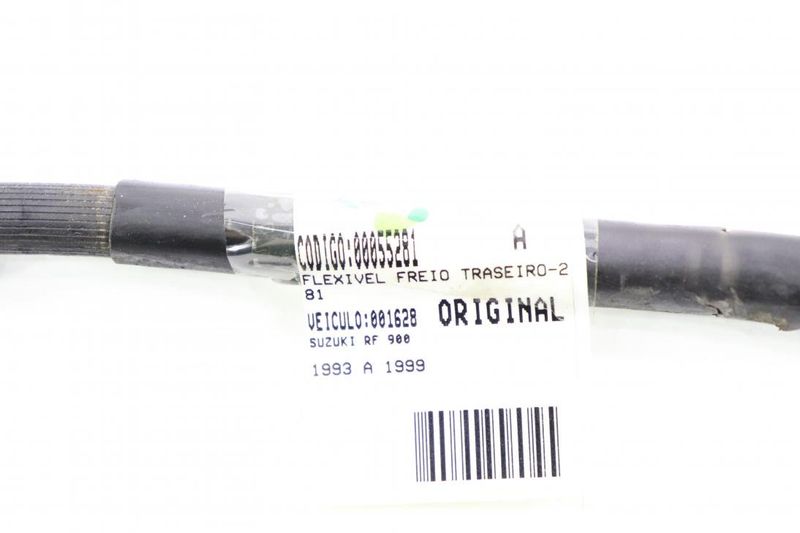 A
CODIGO:00055281
FLEXIVEL FREIO TRASEIRO-2
81
VEICULO:001628 ORIGINAL
SUZUKI RF 900
1993 A 1999